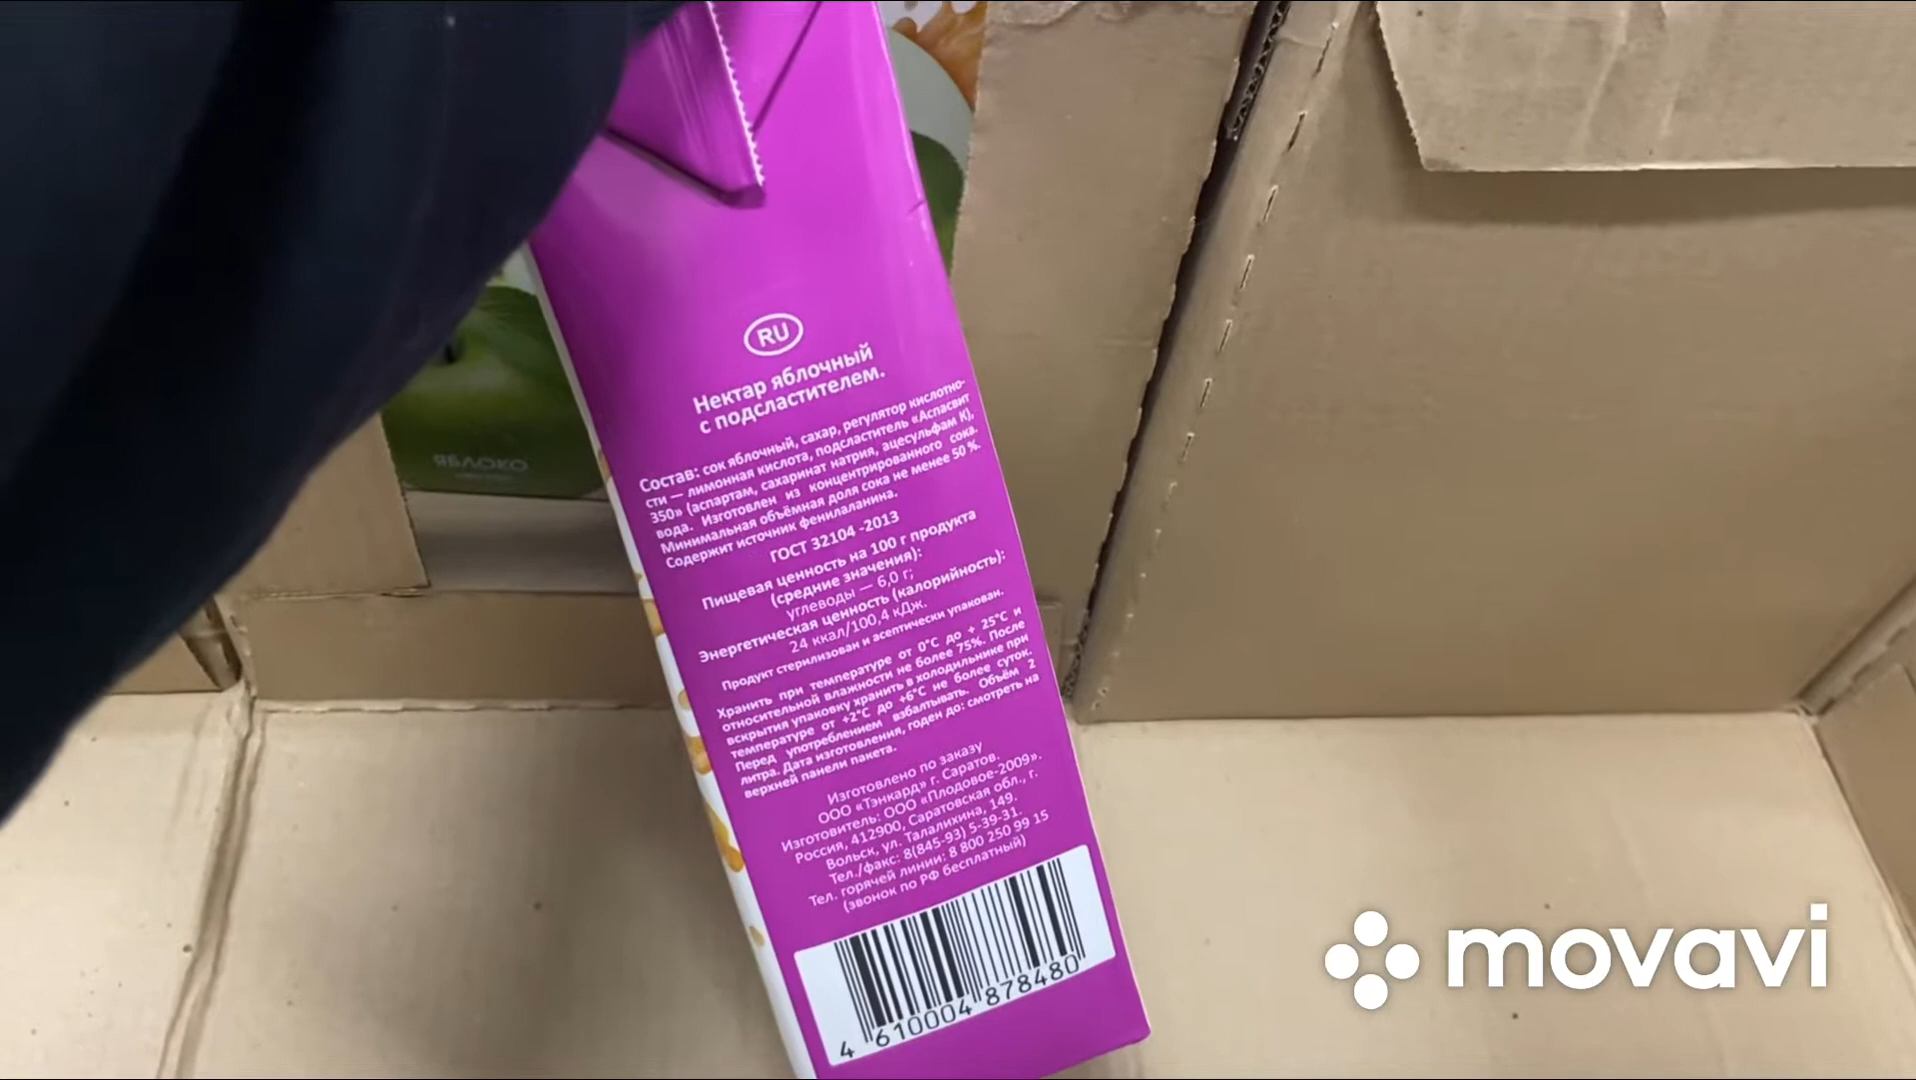 RU
Нектар яблочный
с подсластителем.
Состав: сок яблочный, сахар, регулятор кислотно-
сти — лимонная кислота, подсластитель «Аспасвит
350» (аспартам, сахаринат натрия, ацесульфам К),
вода. Изготовлен из концентрированного сока.
Минимальная объёмная доля сока не менее 50 %.
Содержит источник фенилаланина.
ГОСТ 32104 -2013
Пищевая ценность на 100 г продукта
(средние значения):
углеводы — 6,0 г;
Энергетическая ценность (калорийность):
24 ккал/100,4 кДж.
Продукт стерилизован и асептически упакован.
Хранить при температуре от 0°С до + 25°С и
относительной влажности не более 75%. После
вскрытия упаковку хранить в холодильнике при
температуре от +2°С до +6°С не более суток.
Перед употреблением взбалтывать. Объём 2
литра. Дата изготовления, годен до: смотреть на
верхней панели пакета.
Изготовлено по заказу
ООО «Тэнкард» г. Саратов.
Изготовитель: ООО «Плодовое-2009».
Россия, 412900, Саратовская обл., г.
Вольск, ул. Талалихина, 149.
Тел./факс: 8(845-93) 5-39-31.
Тел. горячей линии: 8 800 250 99 15
(звонок по РФ бесплатный)
4 610004 878480
ЯБЛОКО
movavi